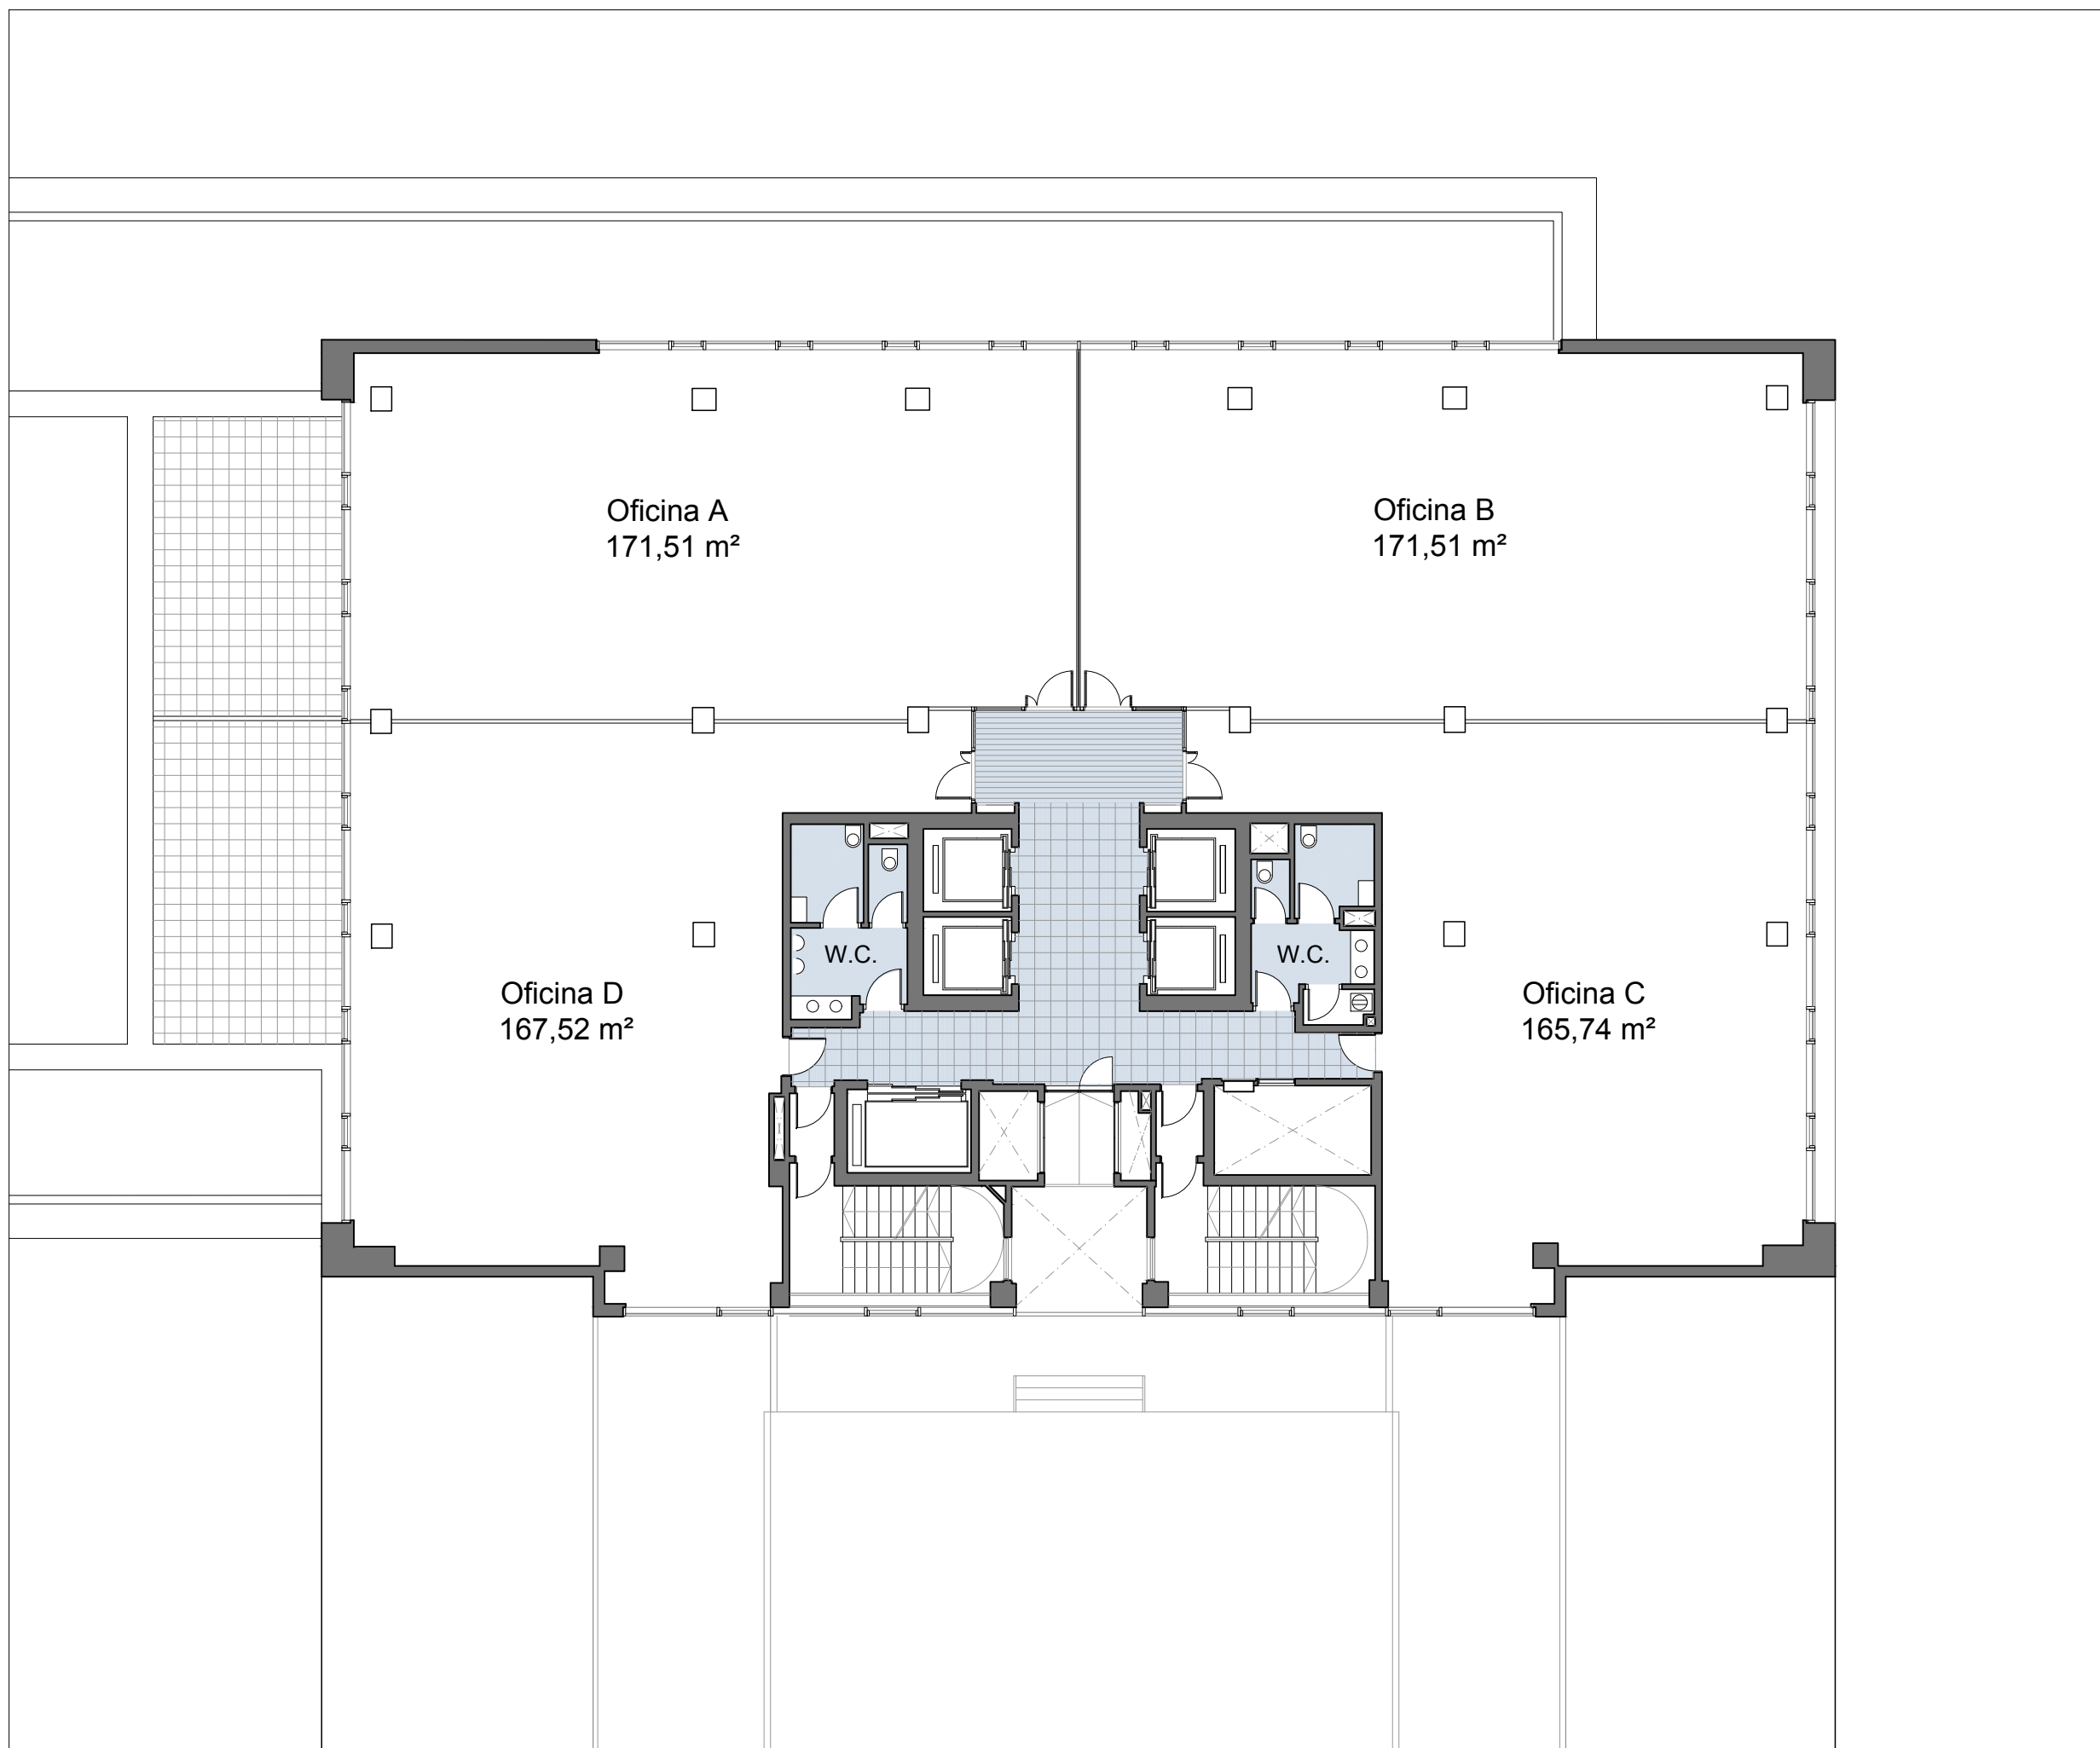 Oficina A
171,51 m²
Oficina B
171,51 m²
W.C.
W.C.
Oficina D
167,52 m²
Oficina C
165,74 m²